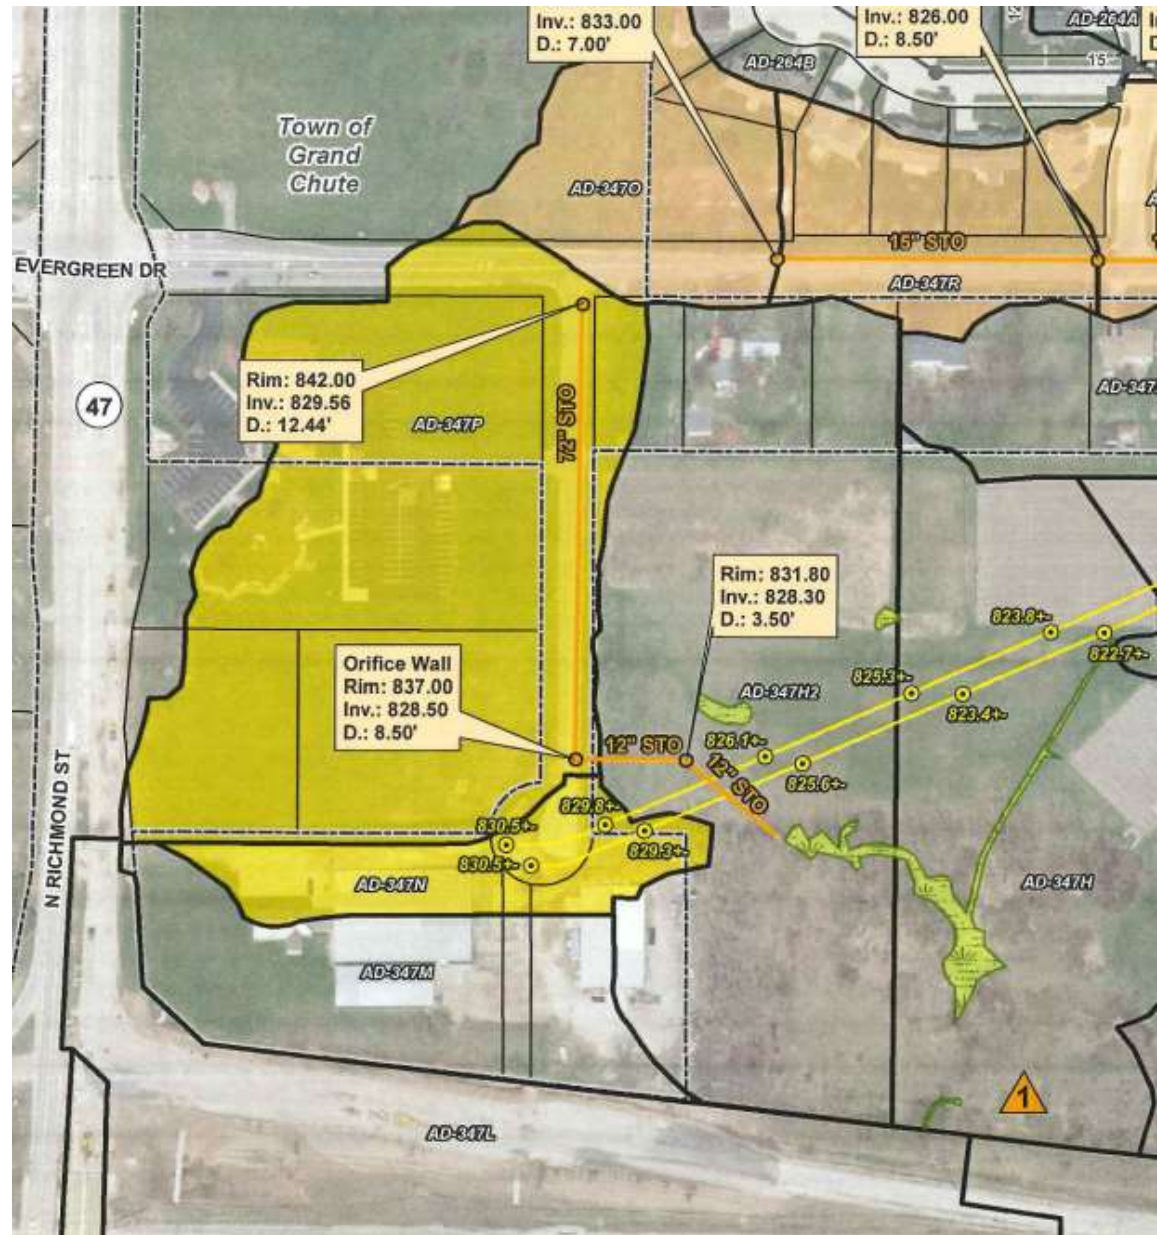 Inv.: 833.00
D.: 7.00'
Inv.: 826.00
D.: 8.50'
AD-264A
AD-264B
15"
Town of
Grand
Chute
AD-347O
15" STO
EVERGREEN DR
AD-347R
Rim: 842.00
Inv.: 829.56
D.: 12.44'
47
AD-347P
72" STO
Rim: 831.80
Inv.: 828.30
D.: 3.50'
823.8+-
822.7+-
Orifice Wall
Rim: 837.00
Inv.: 828.50
D.: 8.50'
825.3+-
AD-347H2
823.4+-
12" STO
826.1+-
12" STO
825.6+-
829.8+-
830.5+-
829.3+-
830.5+-
N RICHMOND ST
AD-347N
AD-347H
AD-347M
1
AD-347L